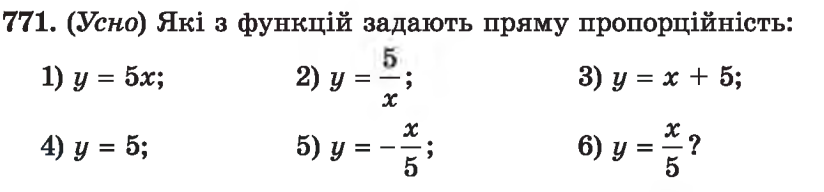 771. (Усно) Які з функцій задають пряму пропорційність:
1) y = 5x; 2) y = 5/x; 3) y = x + 5;
4) y = 5; 5) y = −x/5; 6) y = x/5?